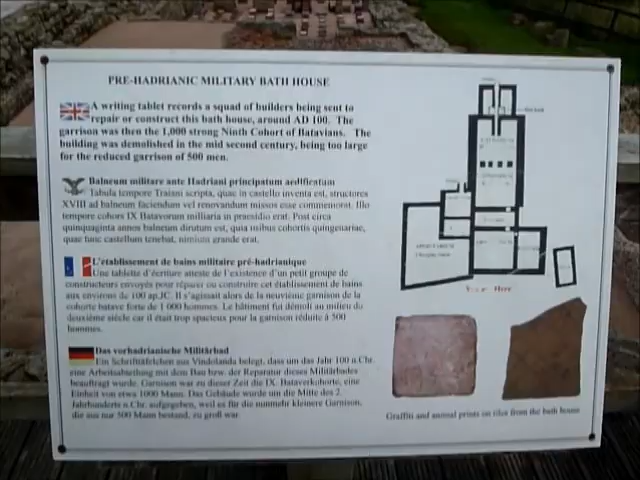 PRE-HADRIANIC MILITARY BATH HOUSE
A writing tablet records a squad of builders being sent to
repair or construct this bath house, around AD 100. The
garrison was then the 1,000 strong Ninth Cohort of Batavians. The
building was demolished in the mid second century, being too large
for the reduced garrison of 500 men.
Balneum militare ante Hadriani principatum aedificatum
Tabula tempore Traiani scripta, quae in castello inventa est, structores
XVIII ad balneum faciendum vel renovandum missos esse commemorat. Illo
tempore cohors IX Batavorum milliaria in praesidio erat. Post circa
quinquaginta annos balneum dirutum est, quia minus cohortis quingenariae,
quae tunc castellum tenebat, nimium grande erat.
L'établissement de bains militaire pré-hadrianique
Une tablette d'écriture atteste de l'existence d'un petit groupe de
constructeurs envoyés pour réparer ou construire cet établissement de bains
aux environs de 100 ap.JC. Il s'agissait alors de la neuvième garnison de la
cohorte batave forte de 1 000 hommes. Le bâtiment fut démoli au milieu du
deuxième siècle car il était trop spacieux pour la garnison réduite à 500
hommes.
Das vorhadrianische Militärbad
Ein Schrifttäfelchen aus Vindolanda belegt, dass um das Jahr 100 n.Chr.
eine Arbeitsabteilung mit dem Bau bzw. der Reparatur dieses Militärbades
beauftragt wurde. Garnison war zu dieser Zeit die IX. Bataverkohorte, eine
Einheit von etwa 1000 Mann. Das Gebäude wurde um die Mitte des 2.
Jahrhunderts n.Chr. aufgegeben, weil es für die nunmehr kleinere Garnison,
die aus nur 500 Mann bestand, zu groß war.
Here
Graffiti and animal prints on tiles from the bath house